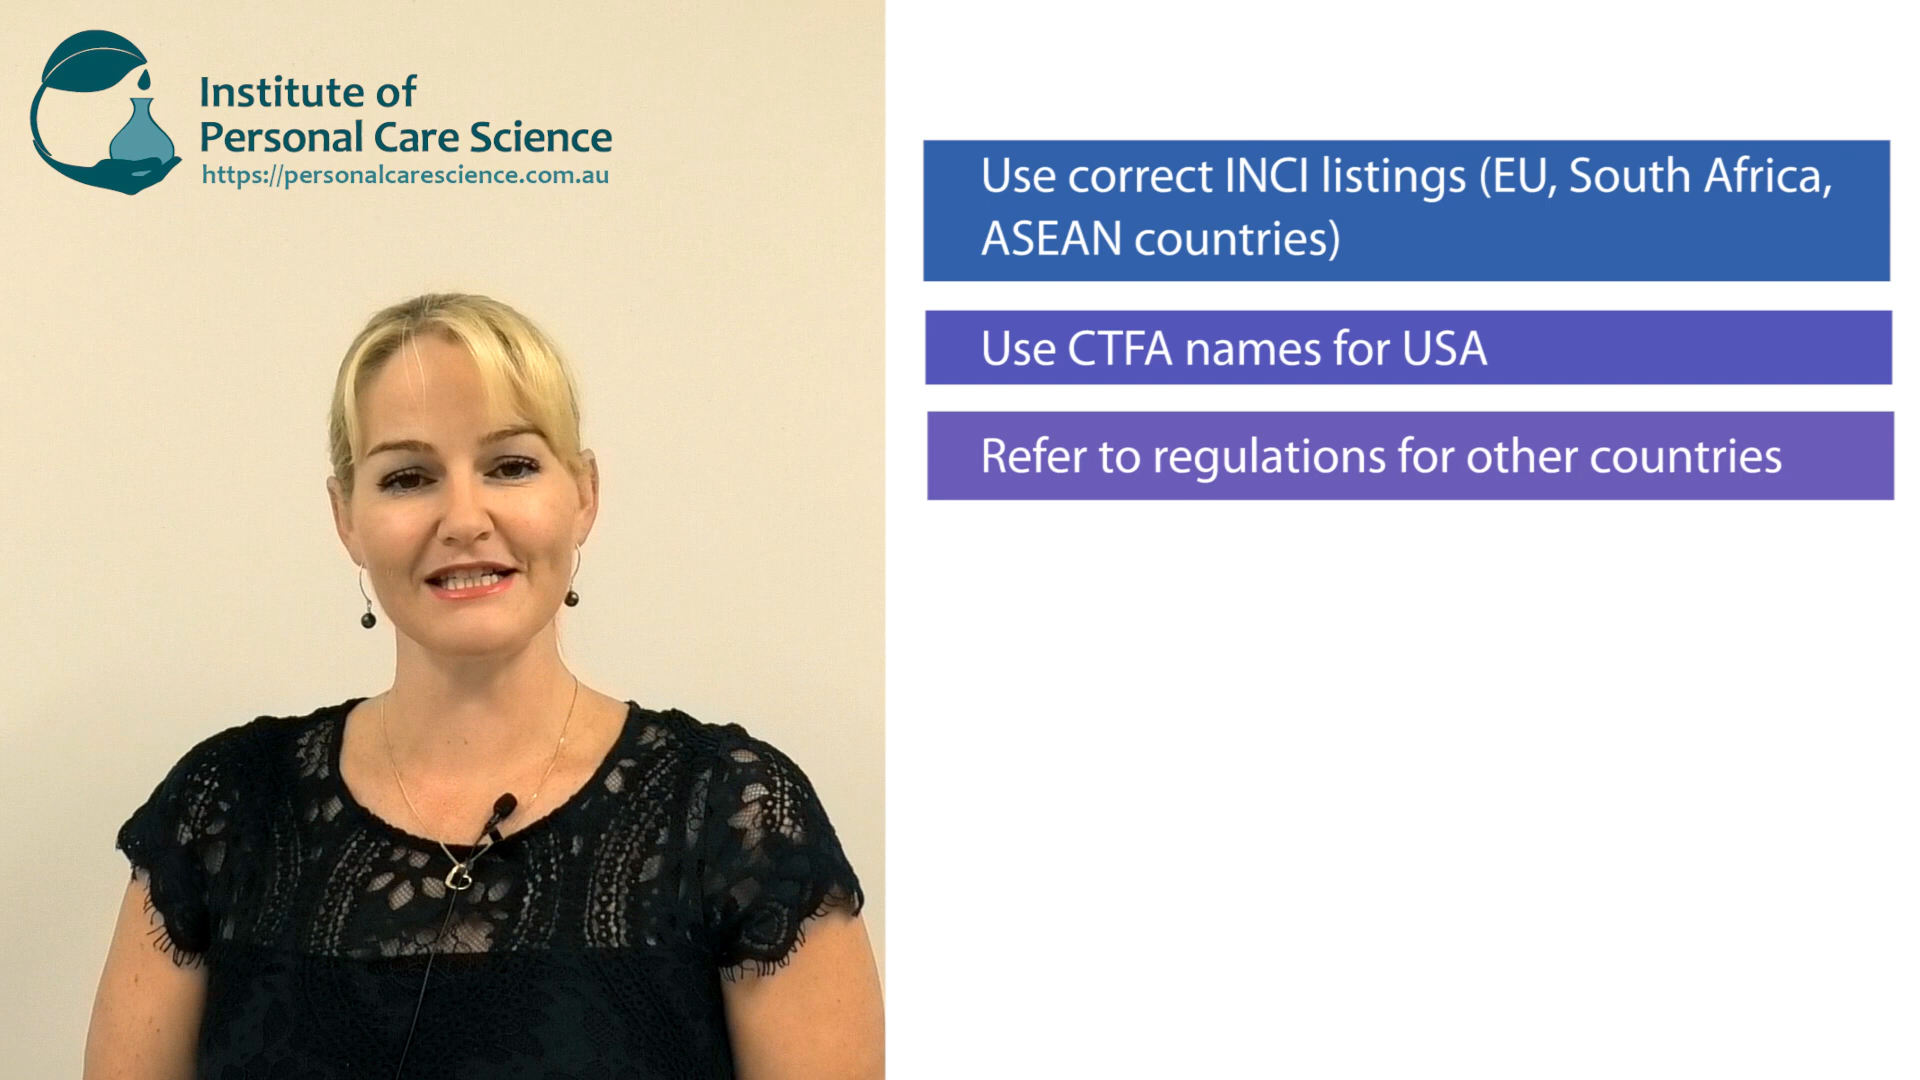 Institute of
Personal Care Science
https://personalcarescience.com.au
Use correct INCI listings (EU, South Africa,
ASEAN countries)
Use CTFA names for USA
Refer to regulations for other countries